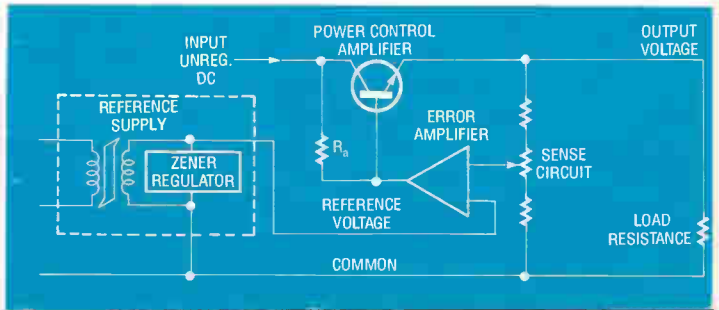 INPUT
UNREG.
DC
POWER CONTROL
AMPLIFIER
OUTPUT
VOLTAGE
REFERENCE
SUPPLY
ZENER
REGULATOR
Ra
ERROR
AMPLIFIER
SENSE
CIRCUIT
REFERENCE
VOLTAGE
LOAD
RESISTANCE
COMMON